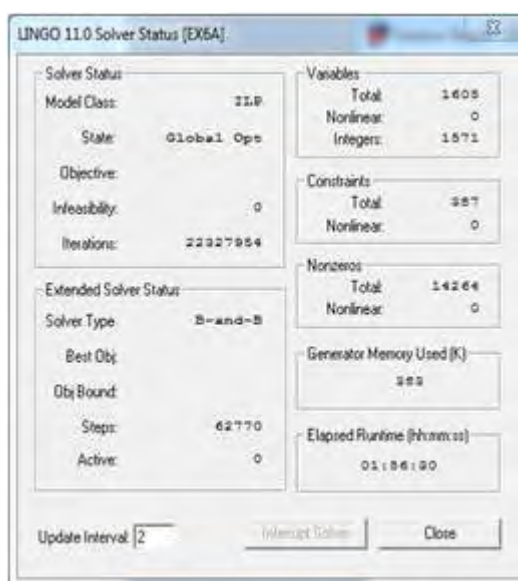 LINGO 11.0 Solver Status [EX6A]
Solver Status
Model Class: ILP
State: Global Opt
Objective:
Infeasibility: 0
Iterations: 22327954
Extended Solver Status
Solver Type B-and-B
Best Obj:
Obj Bound:
Steps: 62770
Active: 0
Update Interval: 2
Variables
Total: 1605
Nonlinear: 0
Integers: 1571
Constraints
Total: 357
Nonlinear: 0
Nonzeros
Total: 14264
Nonlinear: 0
Generator Memory Used (K)
Elapsed Runtime (hh:mm:ss)
Interrupt Solver
Close